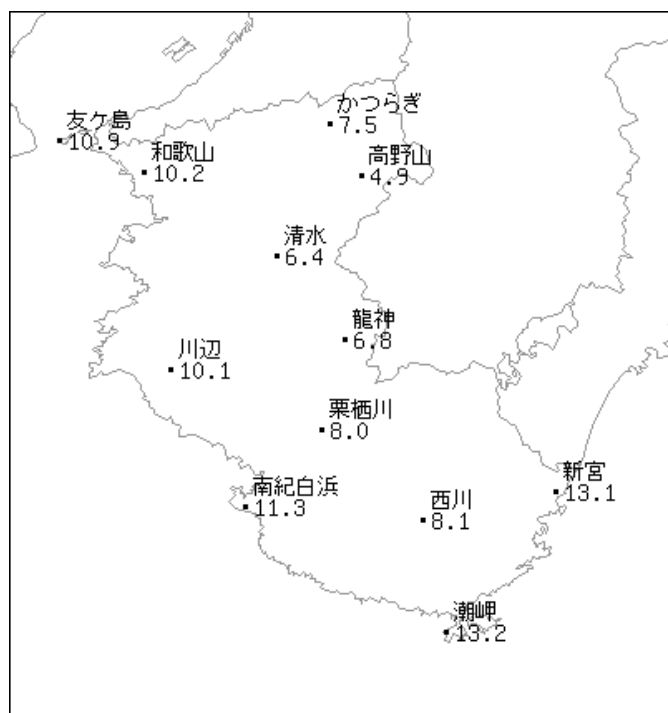 かつらぎ
7.5
友ケ島
10.9
和歌山
10.2
高野山
4.9
清水
6.4
龍神
6.8
川辺
10.1
栗栖川
8.0
新宮
13.1
南紀白浜
11.3
西川
8.1
潮岬
13.2